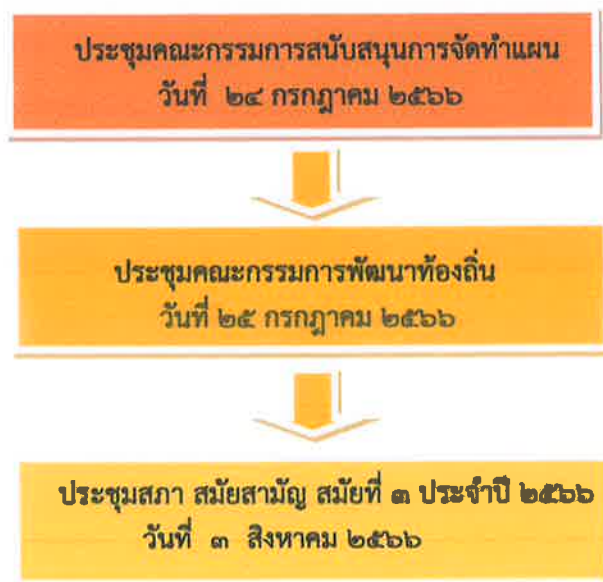 ประชุมคณะกรรมการสนับสนุนการจัดทำแผน
วันที่ ๒๔ กรกฎาคม ๒๕๖๖
ประชุมคณะกรรมการพัฒนาท้องถิ่น
วันที่ ๒๕ กรกฎาคม ๒๕๖๖
ประชุมสภา สมัยสามัญ สมัยที่ ๓ ประจำปี ๒๕๖๖
วันที่ ๓ สิงหาคม ๒๕๖๖